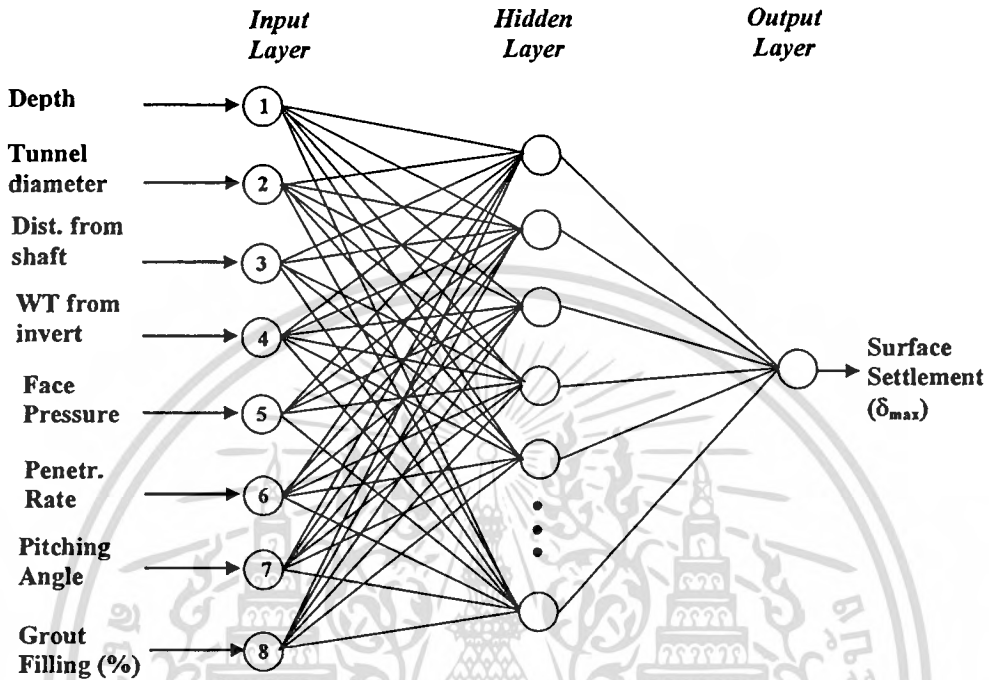 Input Hidden Output
Layer Layer Layer
Depth
1
Tunnel
diameter
2
Dist. from
shaft
3
WT from
invert
4
Face
Pressure
5
Penetr.
Rate
6
Pitching
Angle
7
Grout
Filling (%)
8
Surface
Settlement
(δmax)